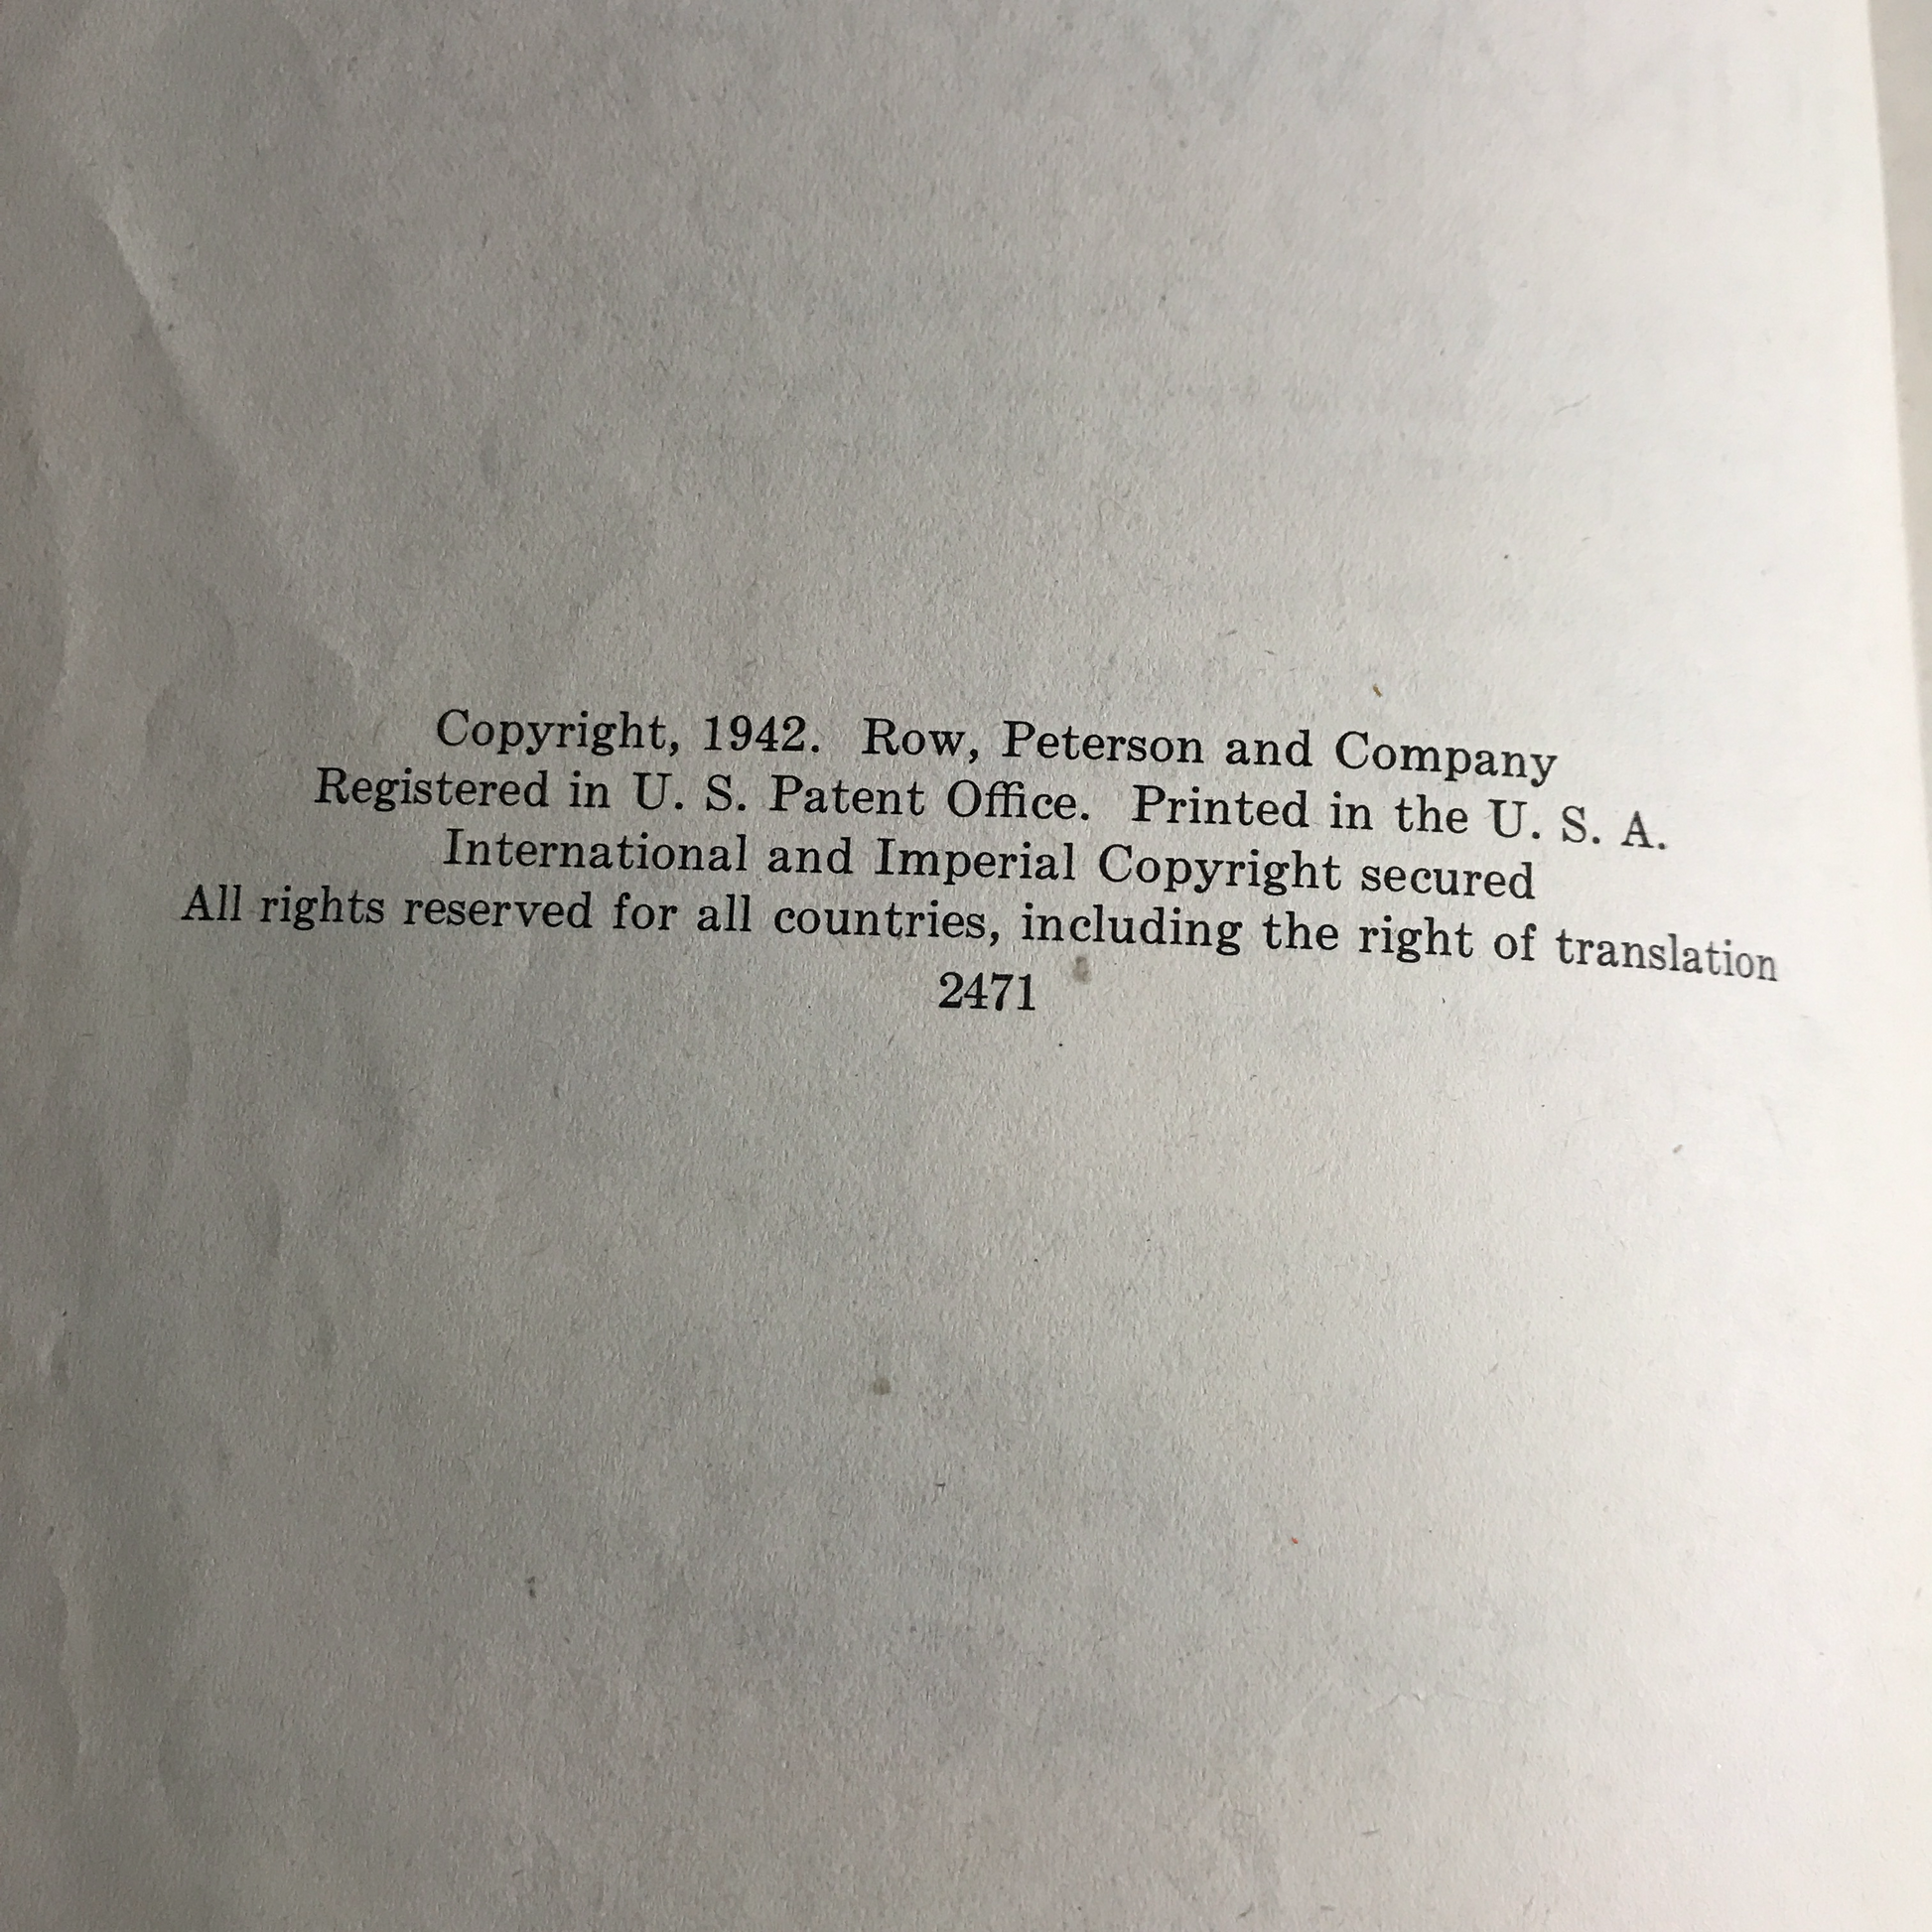 Copyright, 1942. Row, Peterson and Company
Registered in U. S. Patent Office. Printed in the U. S. A.
International and Imperial Copyright secured
All rights reserved for all countries, including the right of translation
2471